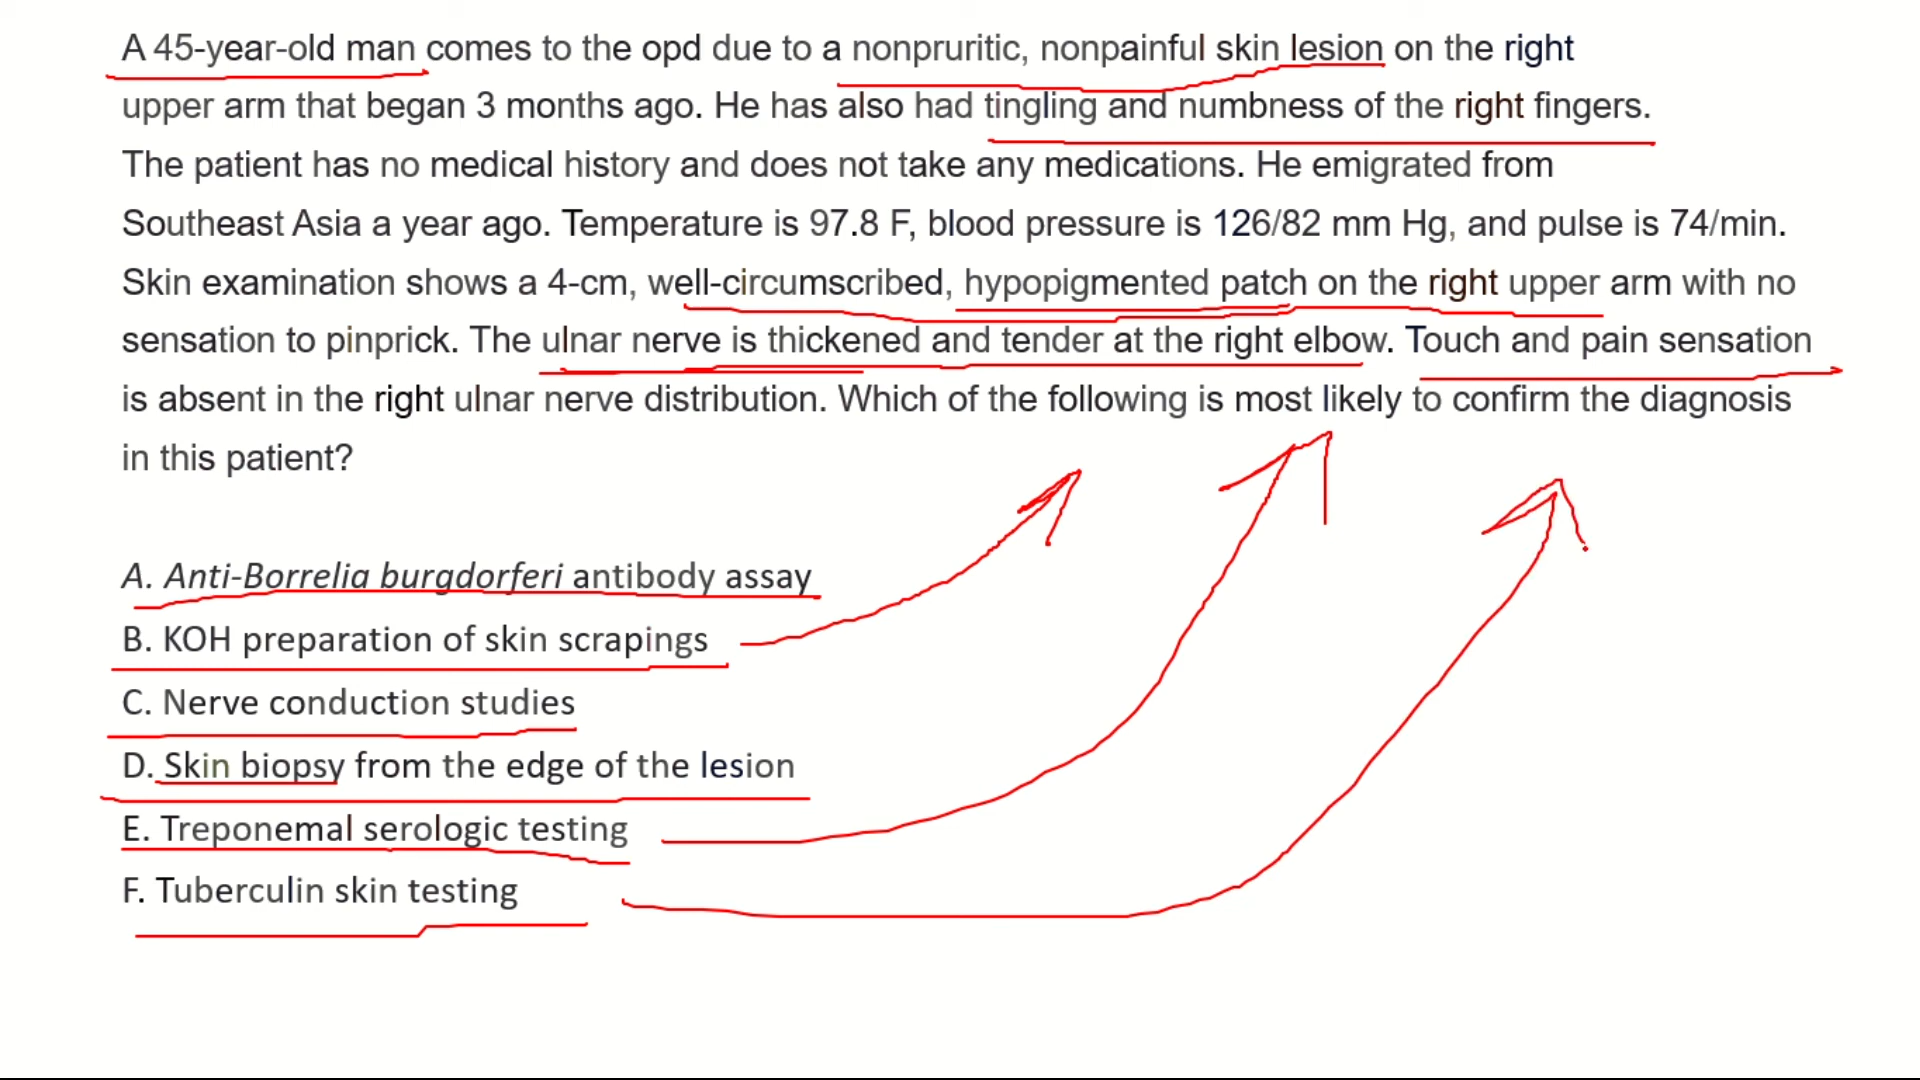 A 45-year-old man comes to the opd due to a nonpruritic, nonpainful skin lesion on the right
upper arm that began 3 months ago. He has also had tingling and numbness of the right fingers.
The patient has no medical history and does not take any medications. He emigrated from
Southeast Asia a year ago. Temperature is 97.8 F, blood pressure is 126/82 mm Hg, and pulse is 74/min.
Skin examination shows a 4-cm, well-circumscribed, hypopigmented patch on the right upper arm with no
sensation to pinprick. The ulnar nerve is thickened and tender at the right elbow. Touch and pain sensation
is absent in the right ulnar nerve distribution. Which of the following is most likely to confirm the diagnosis
in this patient?
A. Anti-Borrelia burgdorferi antibody assay
B. KOH preparation of skin scrapings
C. Nerve conduction studies
D. Skin biopsy from the edge of the lesion
E. Treponemal serologic testing
F. Tuberculin skin testing